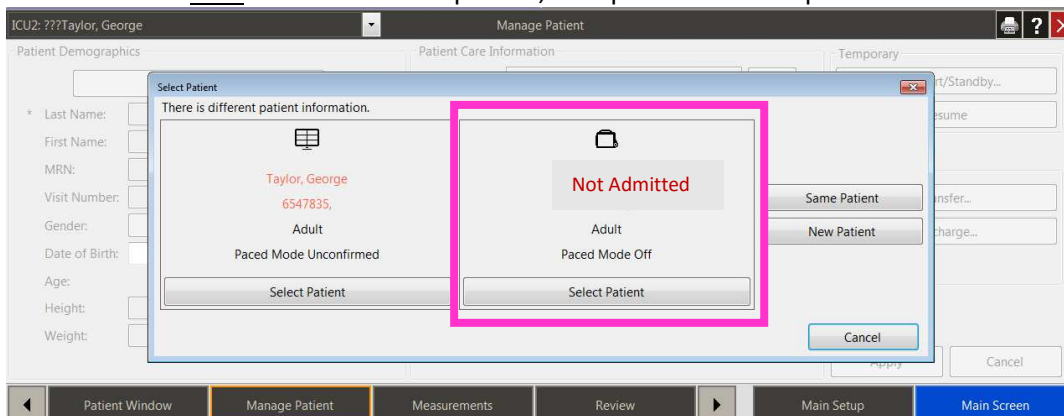 ICU2: ???Taylor, Geor
Manage Patient
?
Patient Demographics
Patient Care Information
Temporary
Select Patient
There is different patient information.
Taylor, George
6547835,
Adult
Paced Mode Unconfirmed
Select Patient
Not Admitted
Adult
Paced Mode Off
Select Patient
Same Patient
New Patient
Cancel
* Last Name:
First Name:
MRN:
Visit Number:
Gender:
Date of Birth:
Age:
Height:
Weight:
Cancel
Patient Window
Manage Patient
Measurements
Review
Main Setup
Main Screen